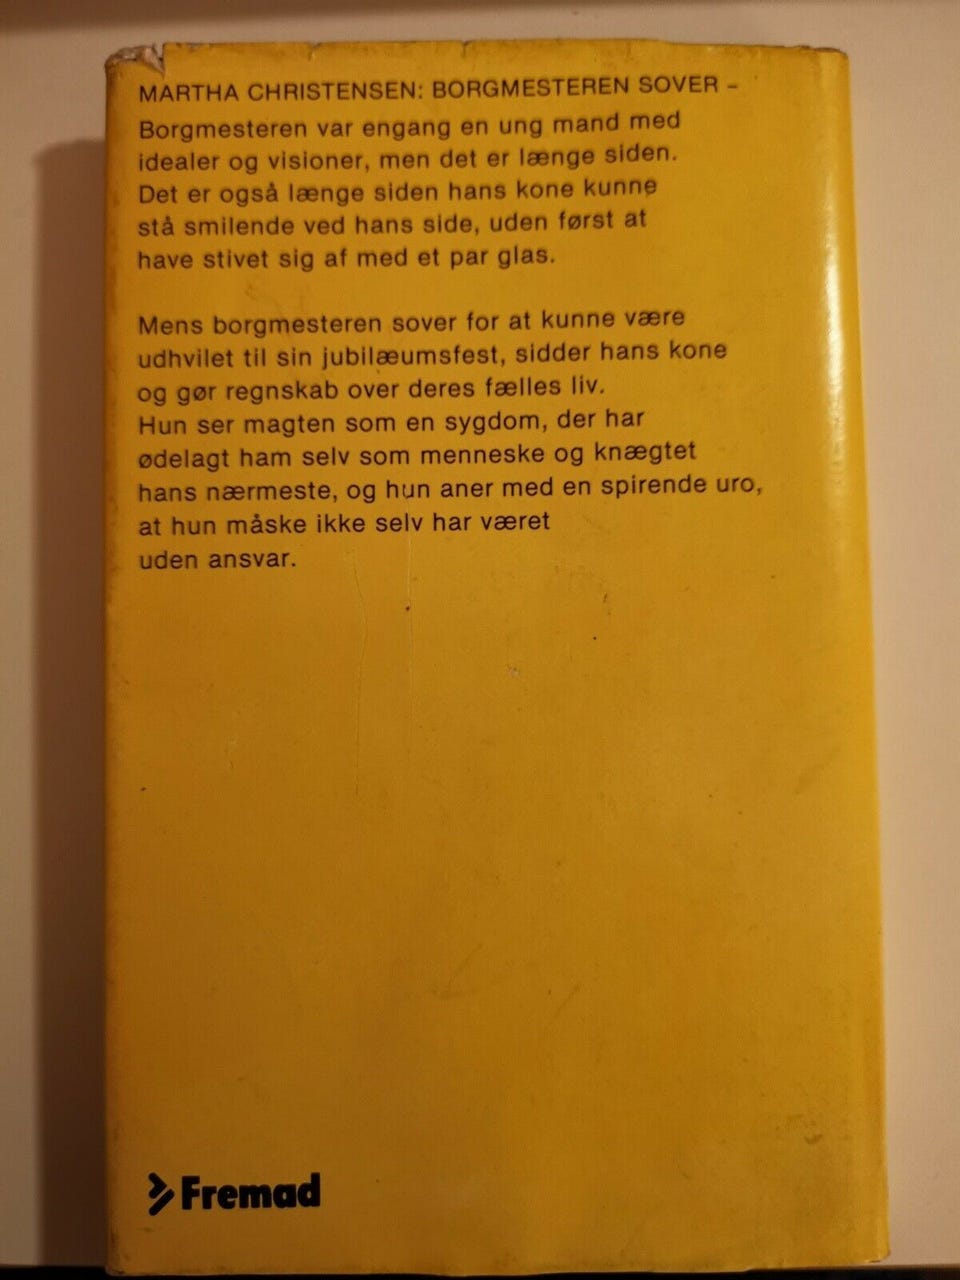 MARTHA CHRISTENSEN: BORGMESTEREN SOVER –
Borgmesteren var engang en ung mand med
idealer og visioner, men det er længe siden.
Det er også længe siden hans kone kunne
stå smilende ved hans side, uden først at
have stivet sig af med et par glas.
Mens borgmesteren sover for at kunne være
udhvilet til sin jubilæumsfest, sidder hans kone
og gør regnskab over deres fælles liv.
Hun ser magten som en sygdom, der har
ødelagt ham selv som menneske og knægtet
hans nærmeste, og hun aner med en spirende uro,
at hun måske ikke selv har været
uden ansvar.
Fremad